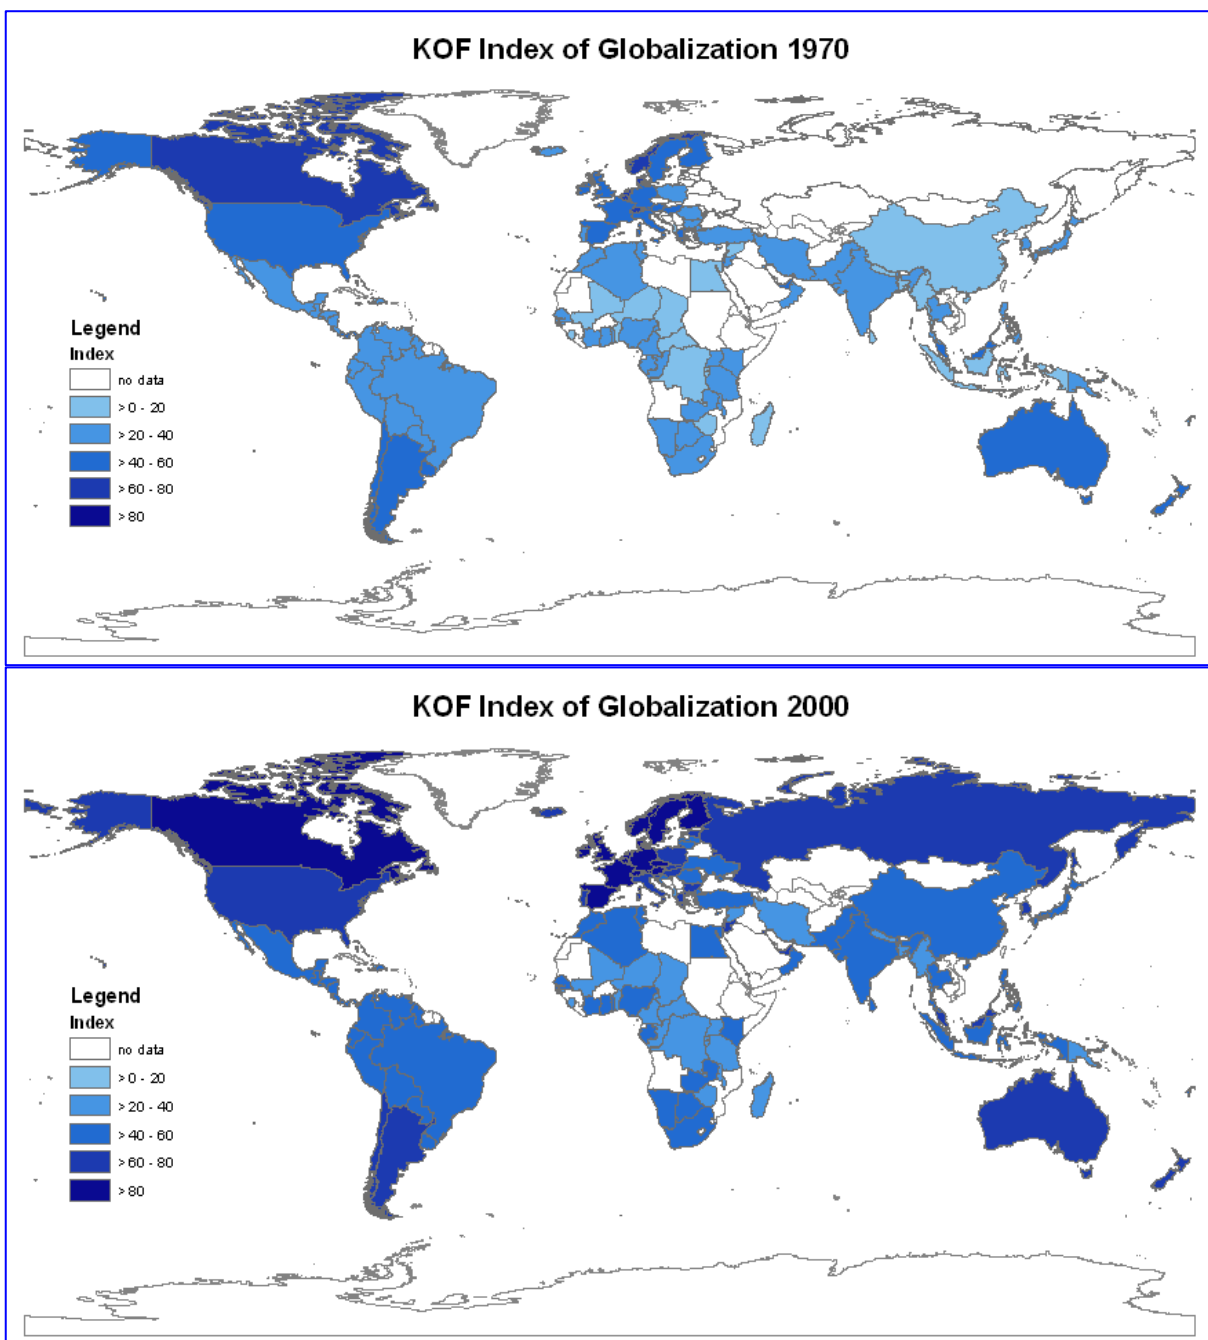 KOF Index of Globalization 1970
Legend
Index
no data
>0 - 20
>20 - 40
>40 - 60
>60 - 80
>80
KOF Index of Globalization 2000
Legend
Index
no data
>0 - 20
>20 - 40
>40 - 60
>60 - 80
>80